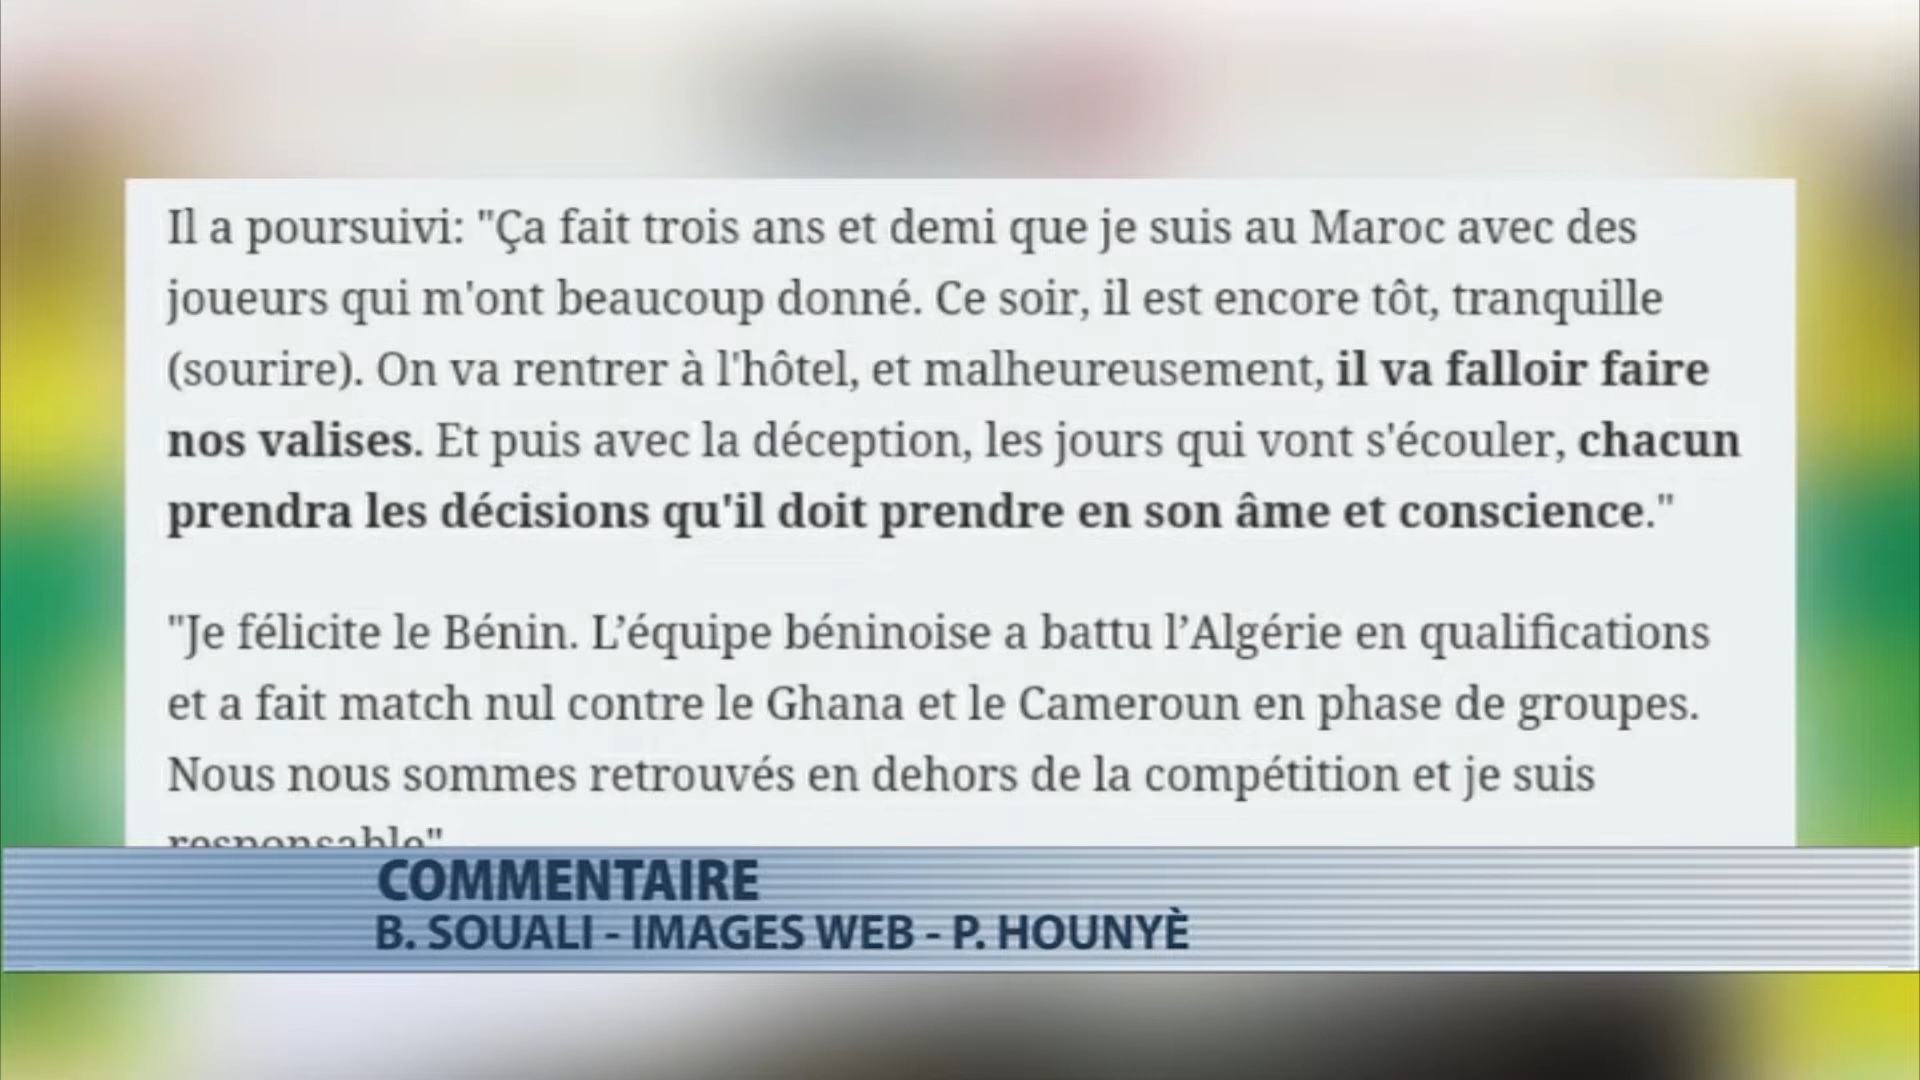 Il a poursuivi: "Ça fait trois ans et demi que je suis au Maroc avec des
joueurs qui m'ont beaucoup donné. Ce soir, il est encore tôt, tranquille
(sourire). On va rentrer à l'hôtel, et malheureusement, il va falloir faire
nos valises. Et puis avec la déception, les jours qui vont s'écouler, chacun
prendra les décisions qu'il doit prendre en son âme et conscience."
"Je félicite le Bénin. L’équipe béninoise a battu l’Algérie en qualifications
et a fait match nul contre le Ghana et le Cameroun en phase de groupes.
Nous nous sommes retrouvés en dehors de la compétition et je suis
responsable"
COMMENTAIRE
B. SOUALI - IMAGES WEB - P. HOUNYÈ